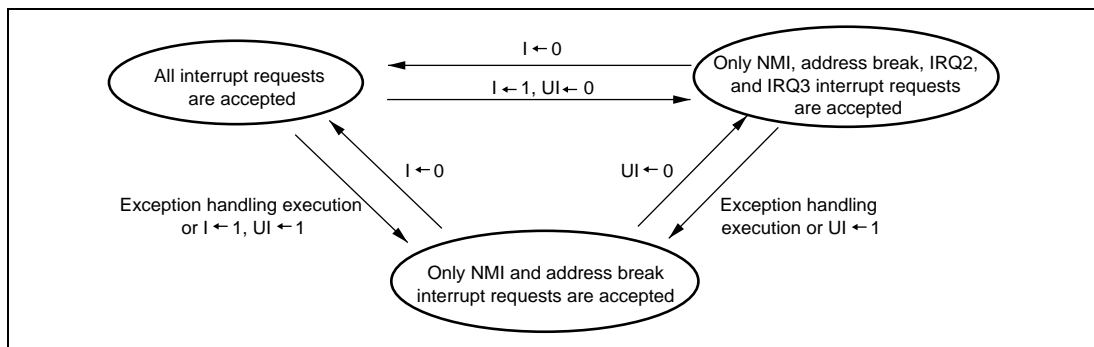 I ← 0
All interrupt requests
are accepted
Only NMI, address break, IRQ2,
and IRQ3 interrupt requests
are accepted
I ← 1, UI ← 0
I ← 0
UI ← 0
Exception handling execution
or I ← 1, UI ← 1
Exception handling
execution or UI ← 1
Only NMI and address break
interrupt requests are accepted